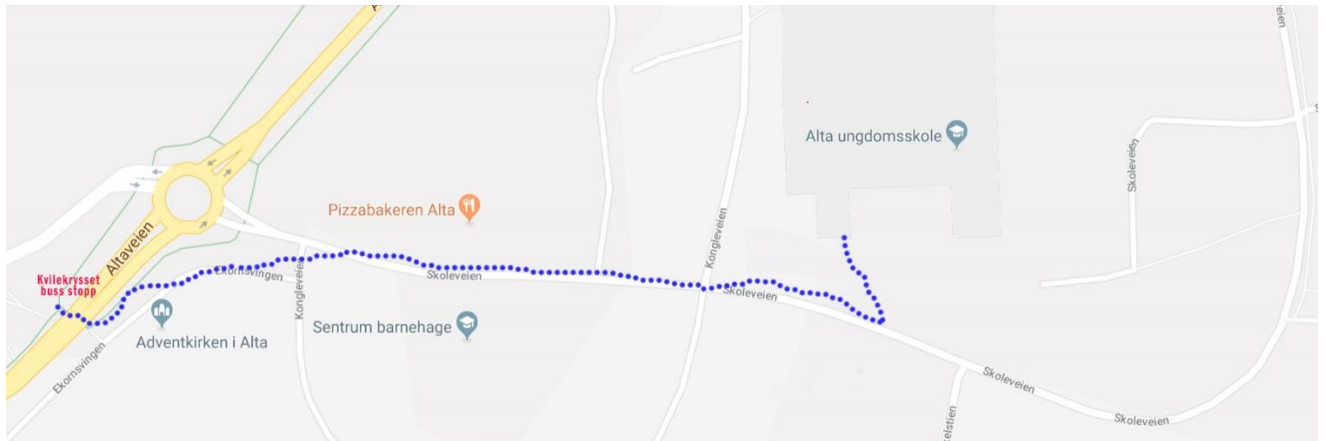 Altaveien
Kvilekrysset
buss stopp
Ekornsvingen
Adventkirken i Alta
Ekornsvingen
Kongleveien
Pizzabakeren Alta
Skoleveien
Sentrum barnehage
Kongleveien
Skoleveien
Alta ungdomsskole
Skoleveien
Skoleveien
Skoleveien